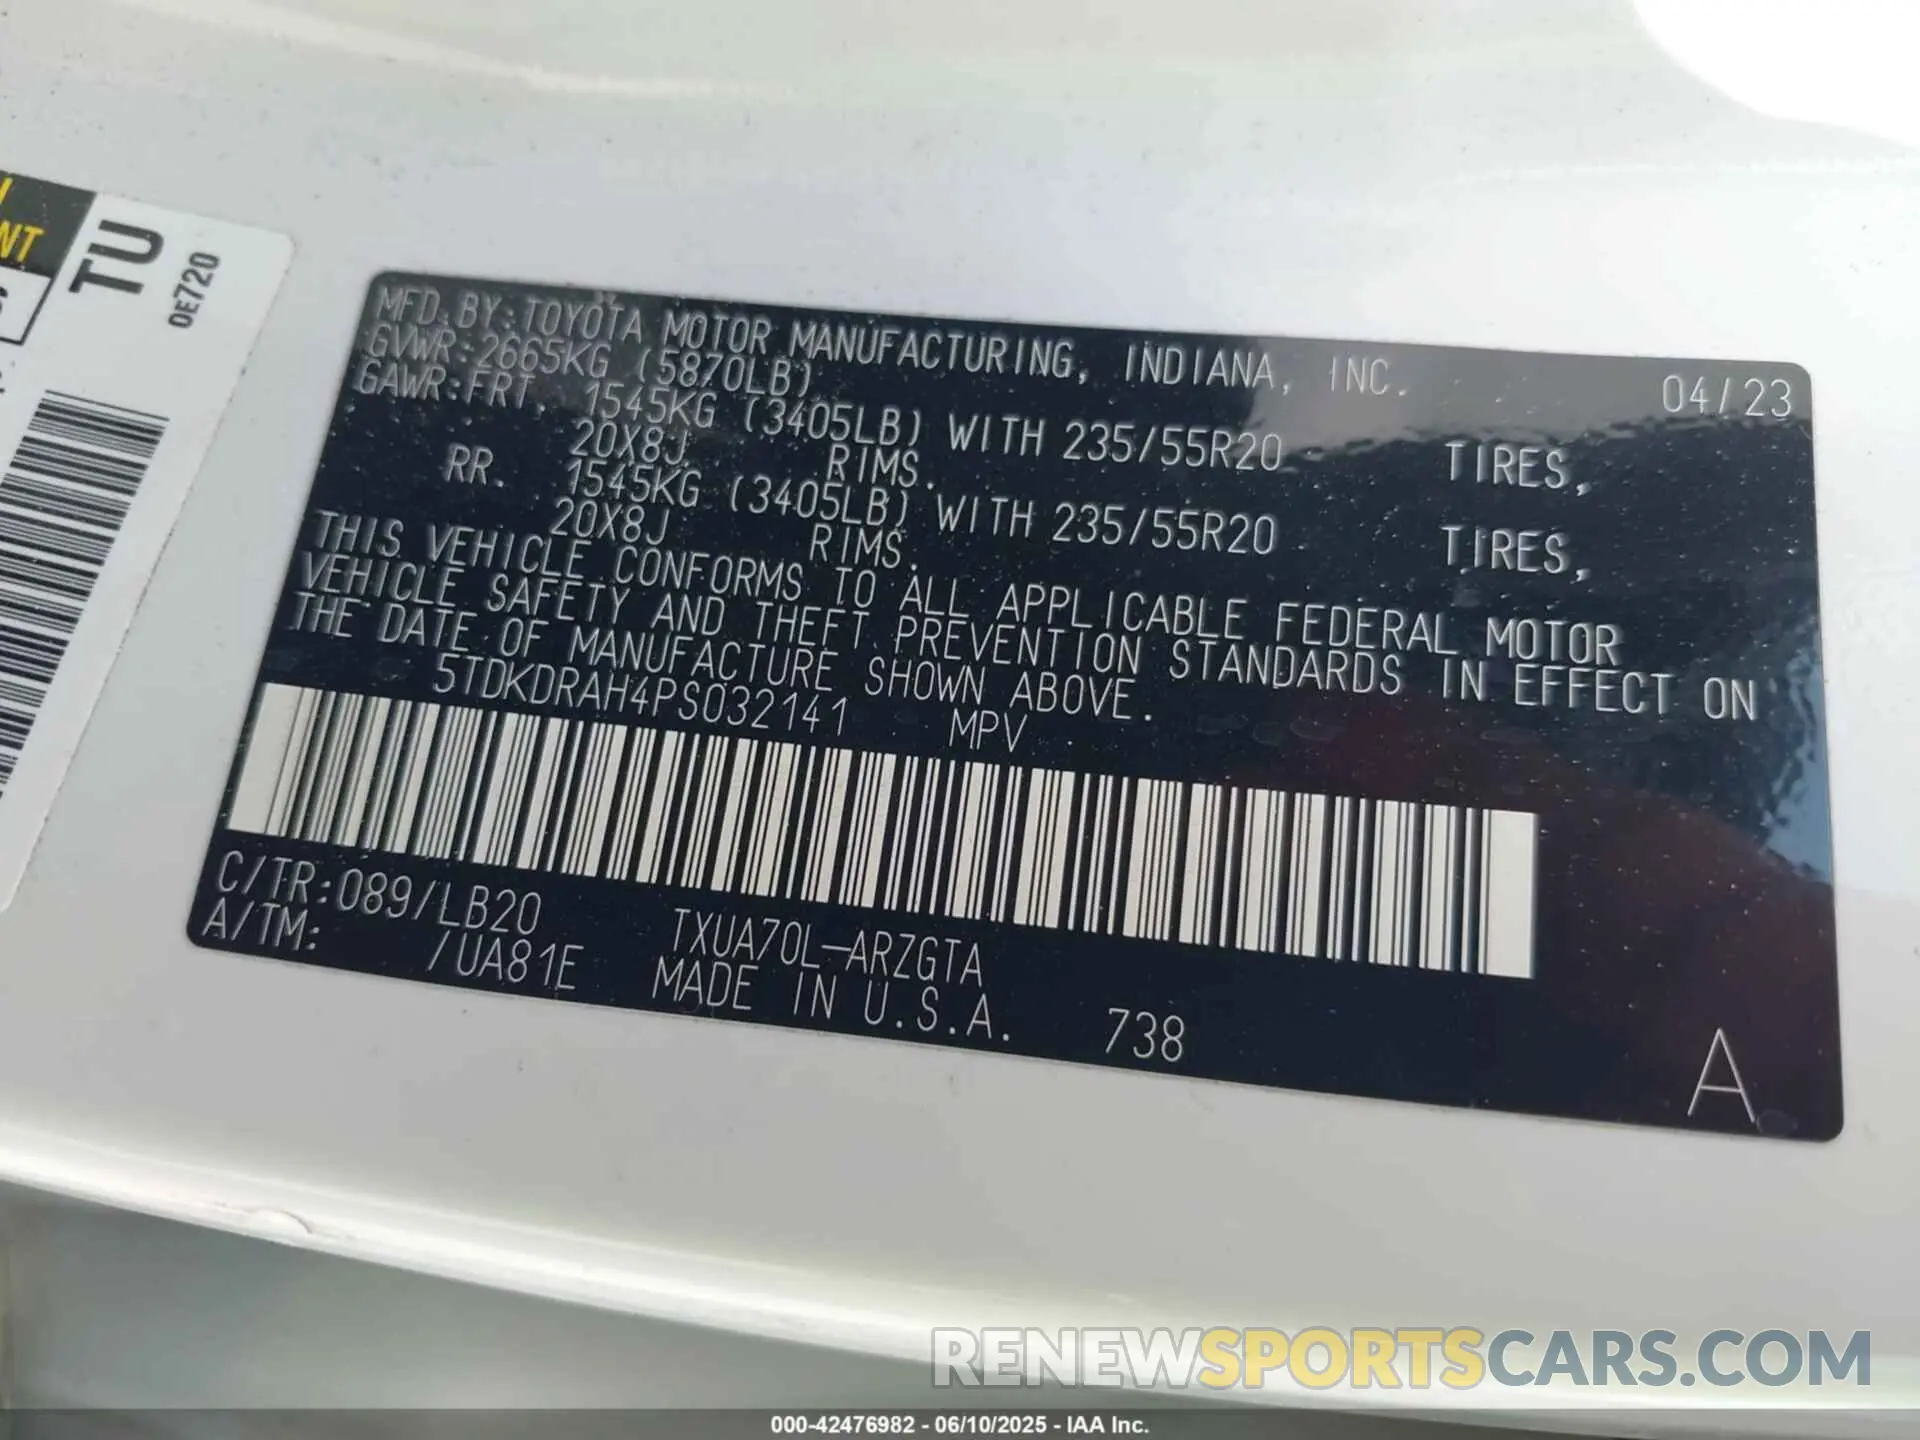 NT
TU
OE720
MFD. BY: TOYOTA MOTOR MANUFACTURING, INDIANA, INC. 04/23
GVWR: 2665KG (5870LB)
GAWR: FRT. 1545KG (3405LB) WITH 235/55R20 TIRES,
20X8J RIMS.
RR. 1545KG (3405LB) WITH 235/55R20 TIRES,
20X8J RIMS.
THIS VEHICLE CONFORMS TO ALL APPLICABLE FEDERAL MOTOR
VEHICLE SAFETY AND THEFT PREVENTION STANDARDS IN EFFECT ON
THE DATE OF MANUFACTURE SHOWN ABOVE.
5TDKDRAH4PS032141 MPV
C/TR: 089/LB20 TXUA70L-ARZGTA
A/TM: /UA81E MADE IN U.S.A. 738
A
RENEWSPORTSCARS.COM
000-42476982 - 06/10/2025 - IAA Inc.